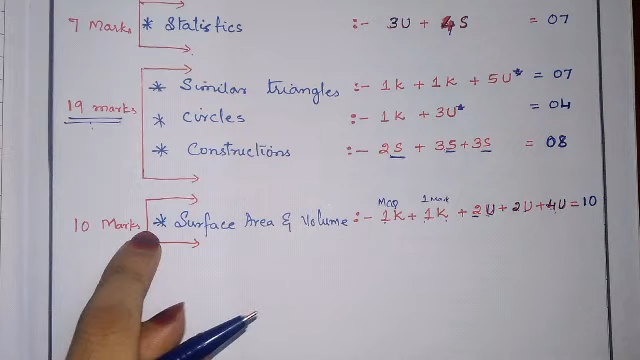 7 Marks * Statistics :- 3U + 4S = 07
* Similar triangles :- 1K + 1K + 5U* = 07
19 marks * circles :- 1K + 3U* = 04
* Constructions :- 2S + 3S + 3S = 08
MCQ 1 Mark
10 Marks * Surface Area & Volume :- 1K + 1K + 2U + 2U + 4U = 10